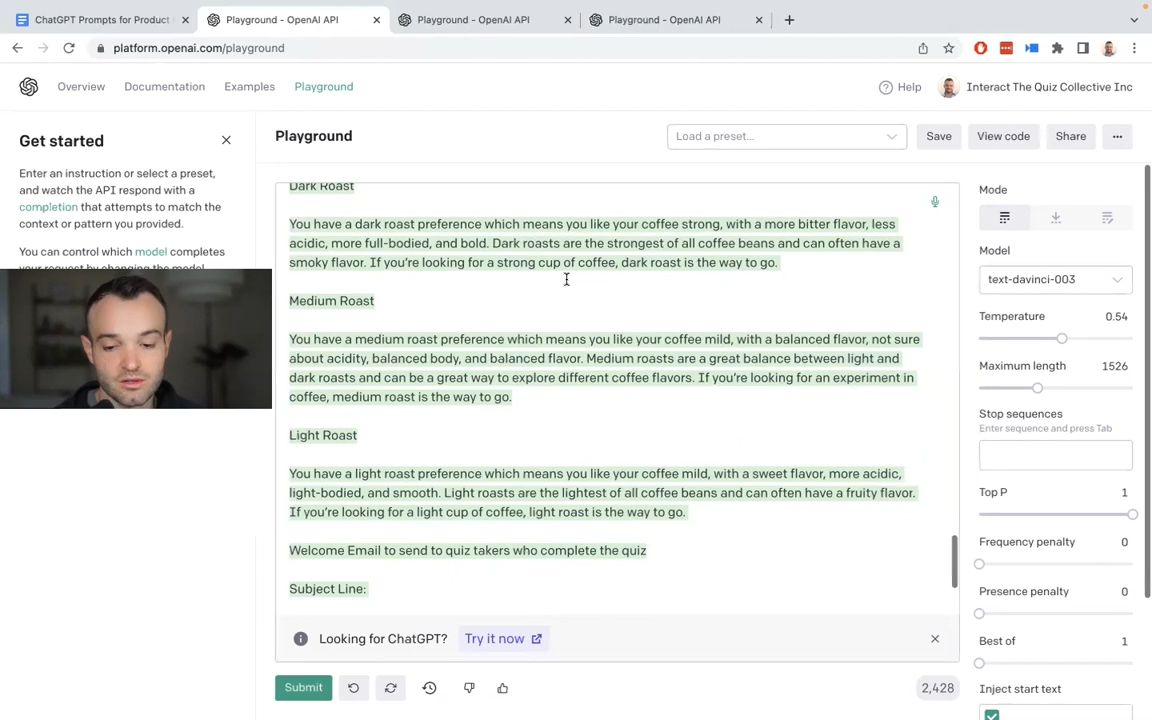 ChatGPT Prompts for Product
Playground - OpenAI API
Playground - OpenAI API
Playground - OpenAI API
platform.openai.com/playground
Overview
Documentation
Examples
Playground
Help
Interact The Quiz Collective Inc
Get started
Enter an instruction or select a preset,
and watch the API respond with a
completion that attempts to match the
context or pattern you provided.
You can control which model completes
your request by changing the model.
Playground
Load a preset...
Save
View code
Share
Dark Roast
You have a dark roast preference which means you like your coffee strong, with a more bitter flavor, less
acidic, more full-bodied, and bold. Dark roasts are the strongest of all coffee beans and can often have a
smoky flavor. If you're looking for a strong cup of coffee, dark roast is the way to go.
Medium Roast
You have a medium roast preference which means you like your coffee mild, with a balanced flavor, not sure
about acidity, balanced body, and balanced flavor. Medium roasts are a great balance between light and
dark roasts and can be a great way to explore different coffee flavors. If you're looking for an experiment in
coffee, medium roast is the way to go.
Light Roast
You have a light roast preference which means you like your coffee mild, with a sweet flavor, more acidic,
light-bodied, and smooth. Light roasts are the lightest of all coffee beans and can often have a fruity flavor.
If you're looking for a light cup of coffee, light roast is the way to go.
Welcome Email to send to quiz takers who complete the quiz
Subject Line:
Looking for ChatGPT?
Try it now
Submit
2,428
Mode
Model
text-davinci-003
Temperature
0.54
Maximum length
1526
Stop sequences
Enter sequence and press Tab
Top P
1
Frequency penalty
0
Presence penalty
0
Best of
1
Inject start text